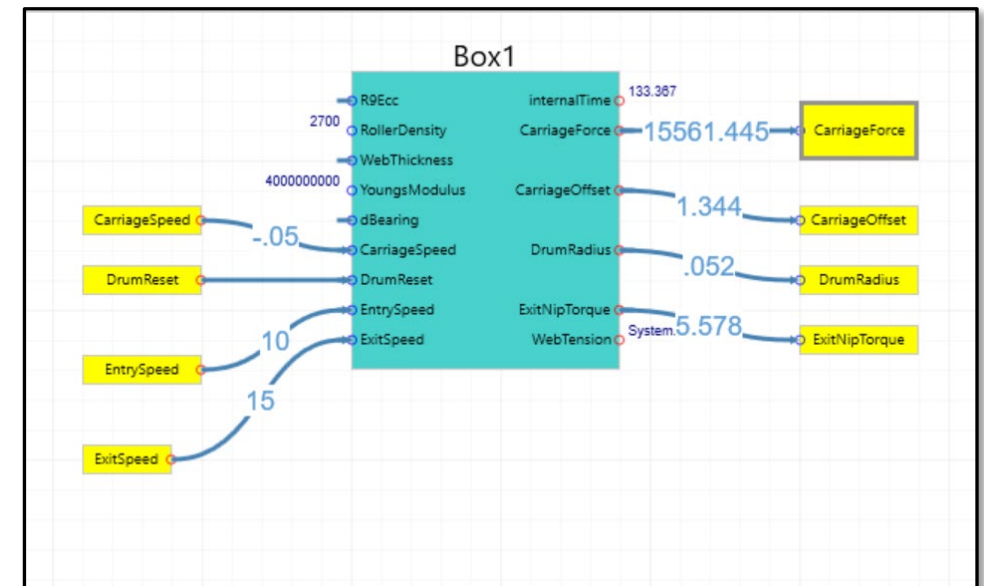 Box1
R9Ecc
internalTime
133.367
2700
RollerDensity
CarriageForce
15561.445
CarriageForce
WebThickness
4000000000
YoungsModulus
CarriageOffset
1.344
CarriageOffset
CarriageSpeed
-.05
dBearing
CarriageSpeed
DrumRadius
.052
DrumRadius
DrumReset
DrumReset
EntrySpeed
ExitNipTorque
System.
5.578
ExitNipTorque
10
ExitSpeed
WebTension
EntrySpeed
15
ExitSpeed